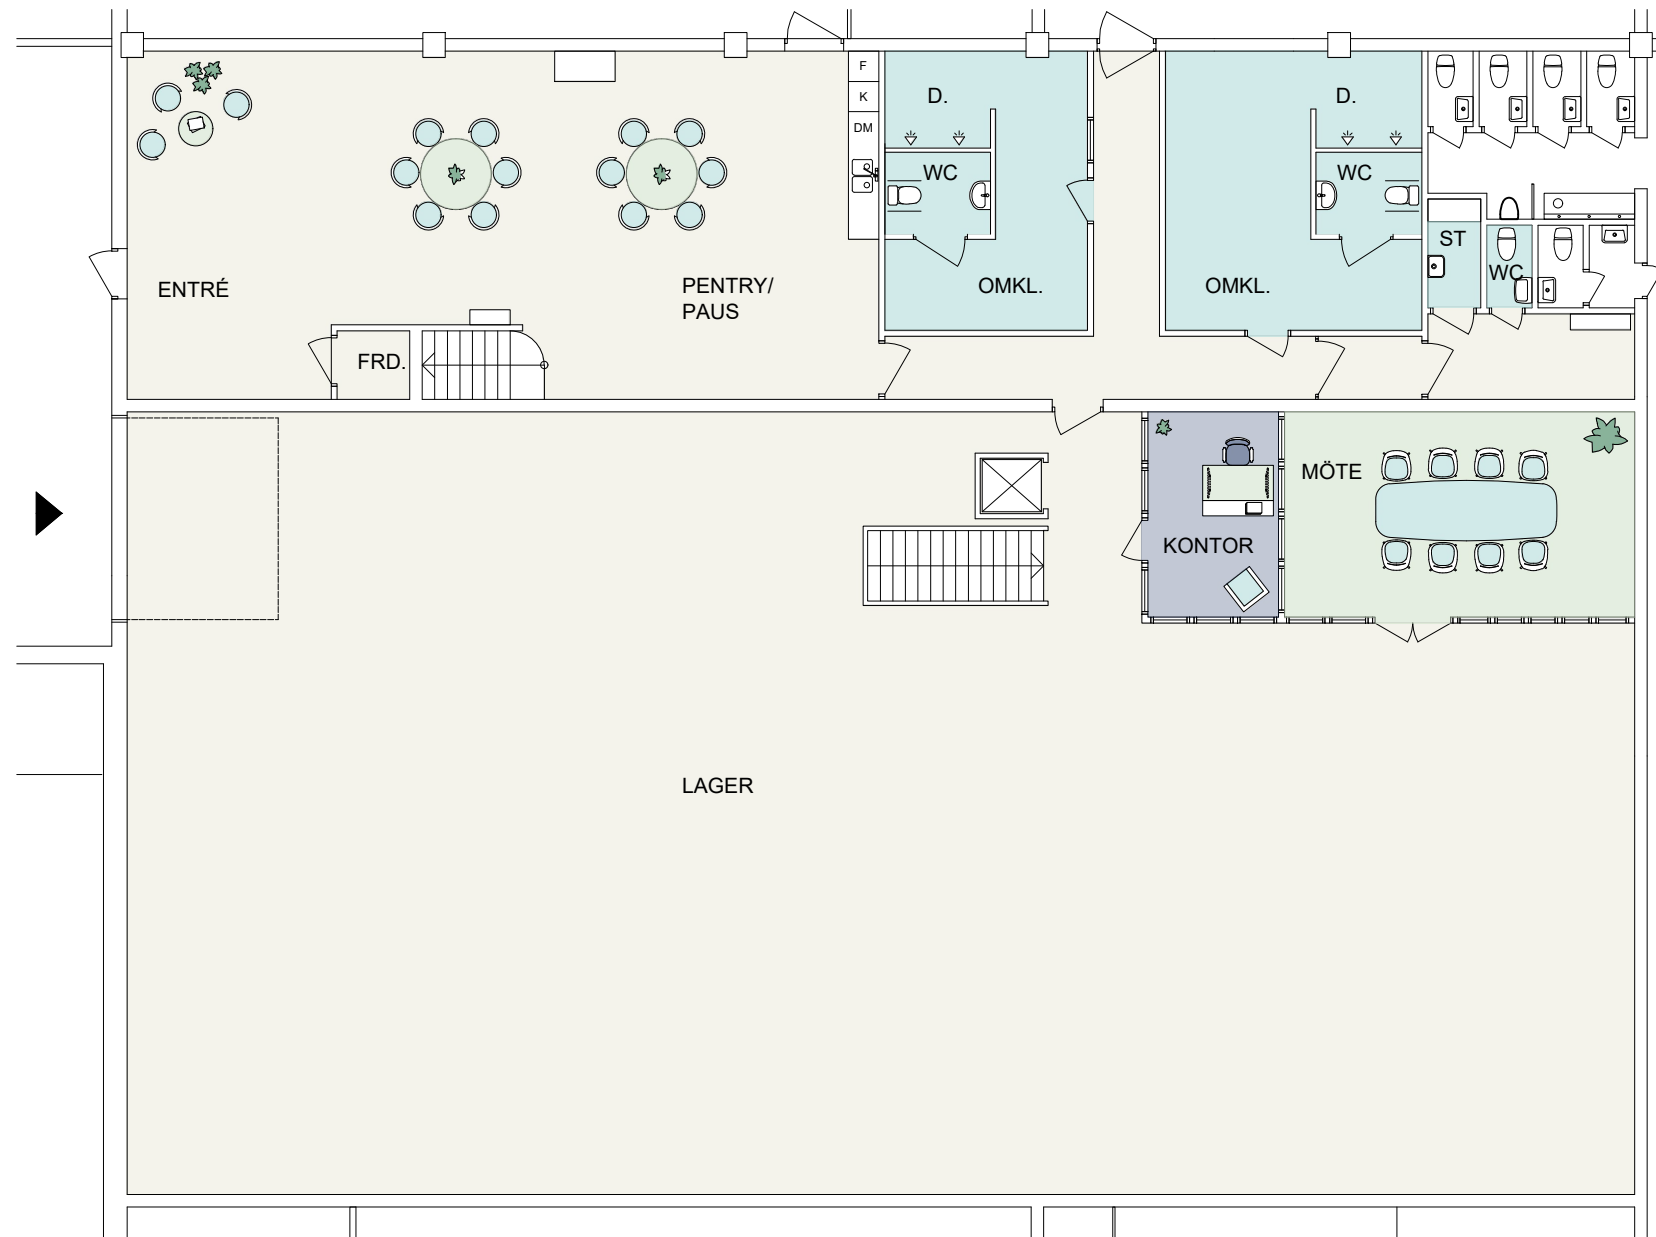 F
K
DM
D.
D.
WC
WC
ST
WC
ENTRÉ
PENTRY/
PAUS
OMKL.
OMKL.
FRD.
MÖTE
KONTOR
LAGER